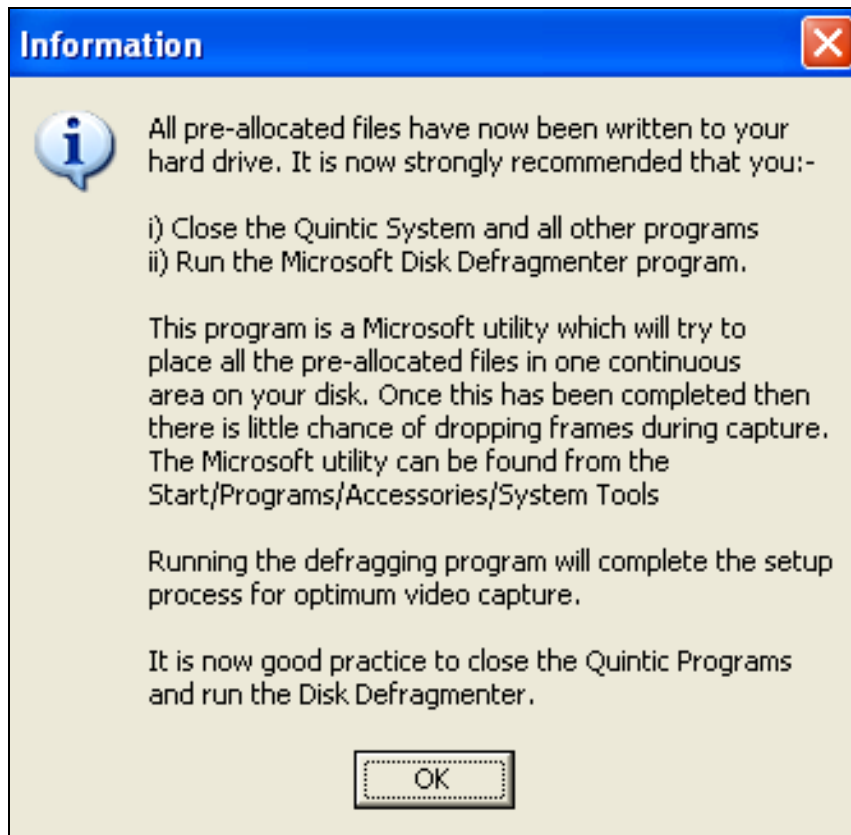 Information
All pre-allocated files have now been written to your
hard drive. It is now strongly recommended that you:-
i) Close the Quintic System and all other programs
ii) Run the Microsoft Disk Defragmenter program.
This program is a Microsoft utility which will try to
place all the pre-allocated files in one continuous
area on your disk. Once this has been completed then
there is little chance of dropping frames during capture.
The Microsoft utility can be found from the
Start/Programs/Accessories/System Tools
Running the defragging program will complete the setup
process for optimum video capture.
It is now good practice to close the Quintic Programs
and run the Disk Defragmenter.
OK